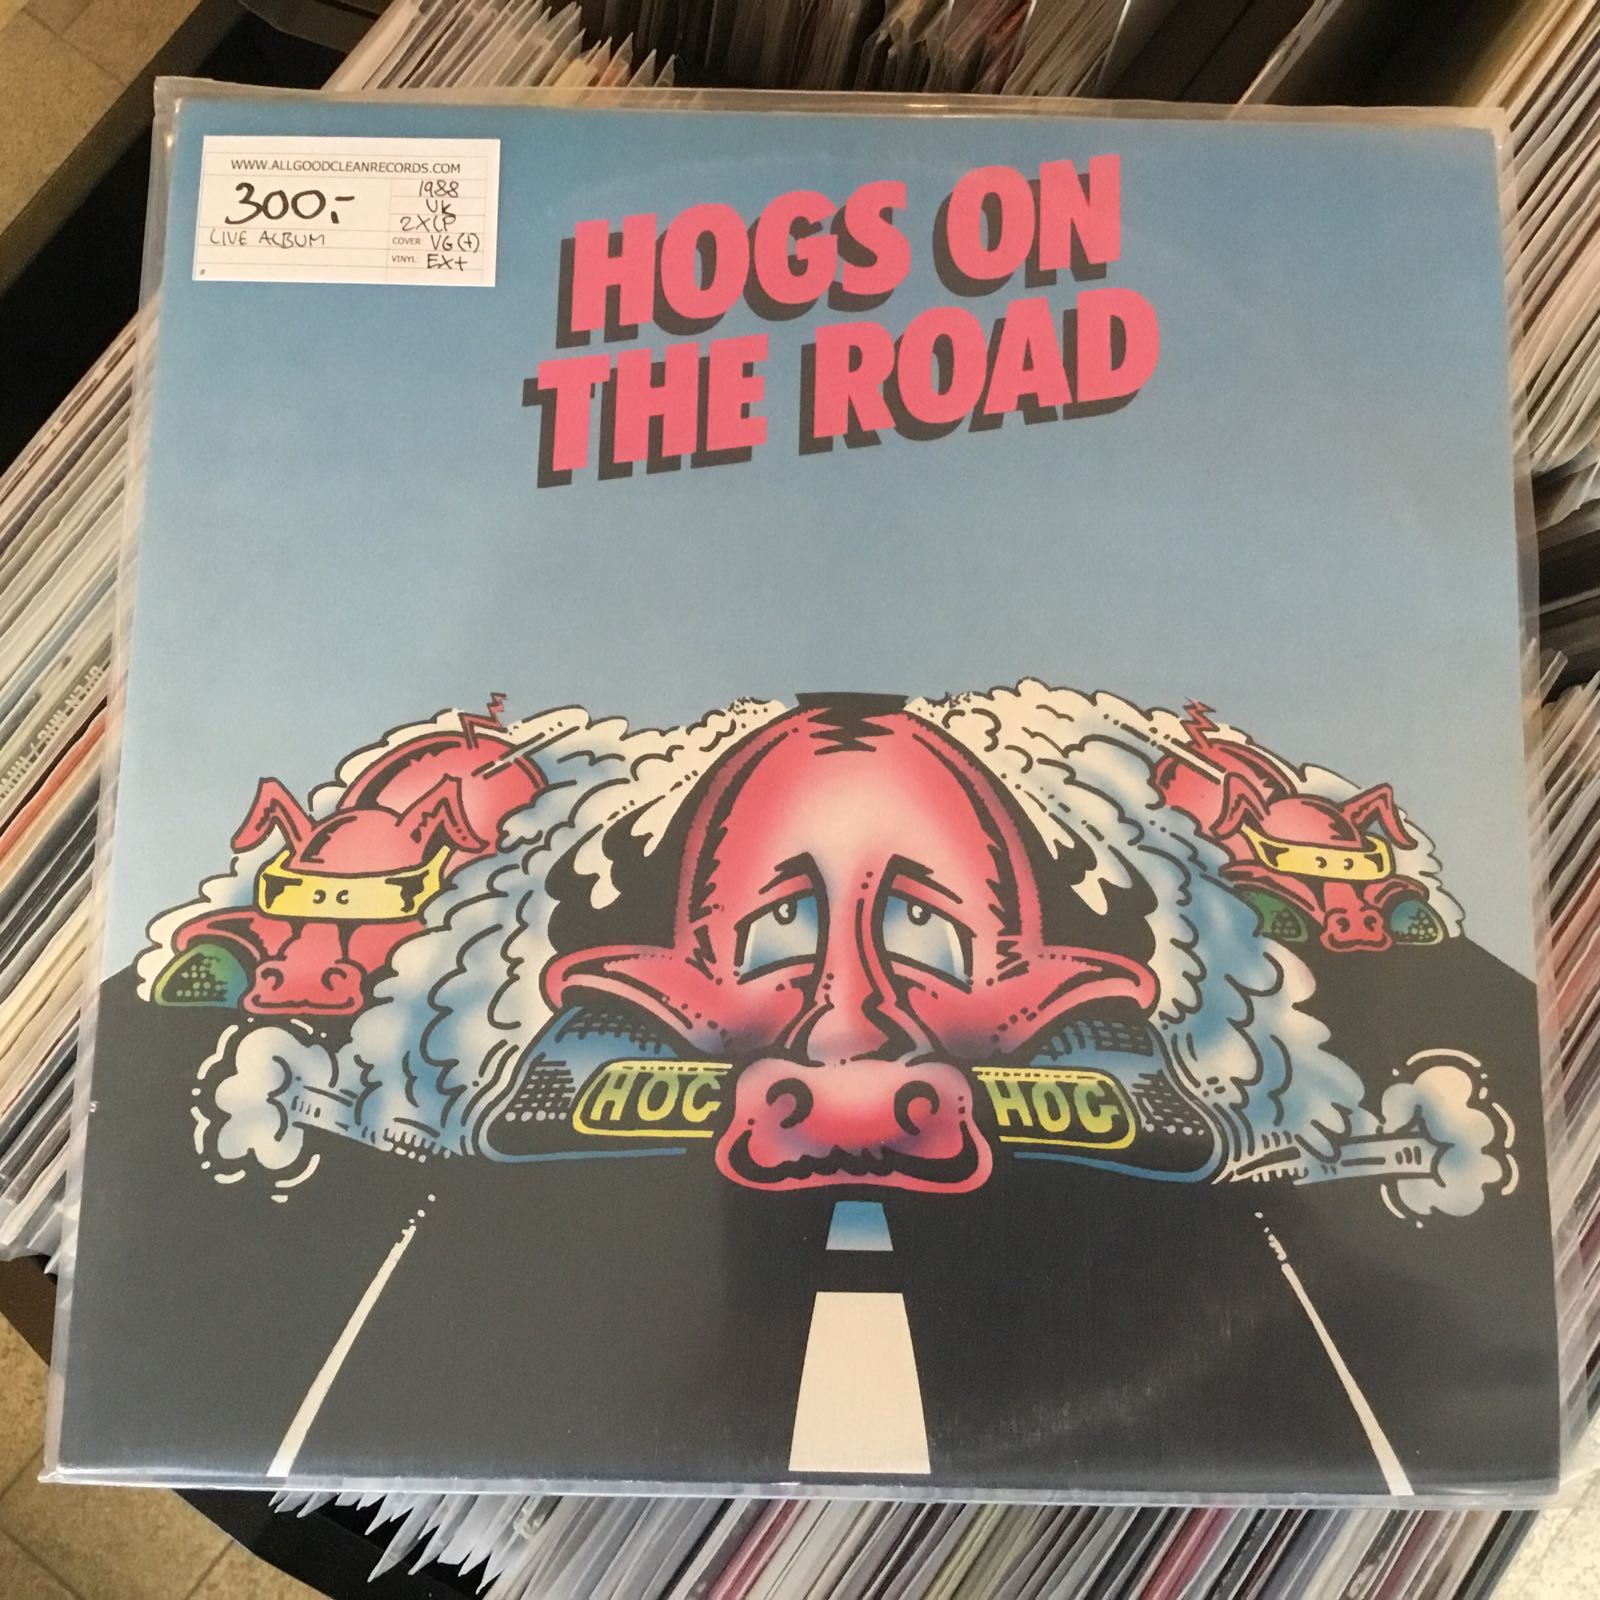 WWW.ALLGOODCLEANRECORDS.COM
300,-
1988
UK
2XLP
LIVE ALBUM
COVER: VG(+)
VINYL: EX+
#
HOGS ON
THE ROAD
HOG
HOG